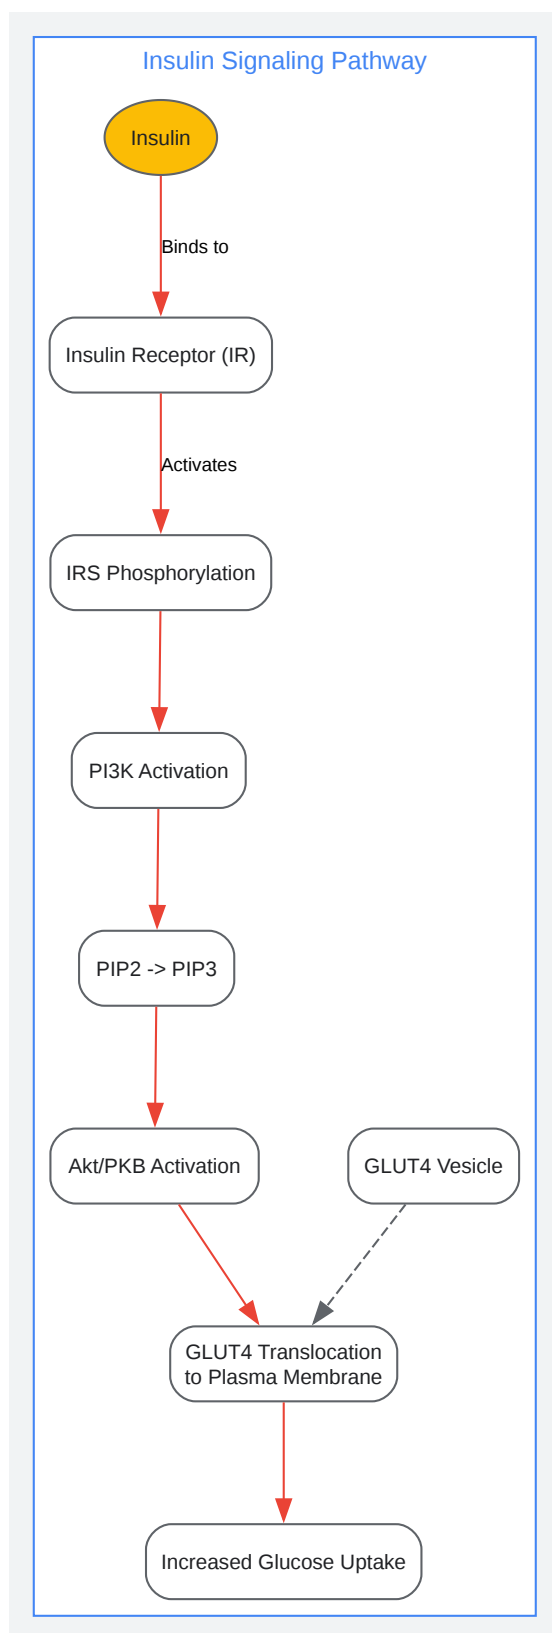 Insulin Signaling Pathway
Insulin
Binds to
Insulin Receptor (IR)
Activates
IRS Phosphorylation
PI3K Activation
PIP2 -> PIP3
Akt/PKB Activation
GLUT4 Vesicle
GLUT4 Translocation
to Plasma Membrane
Increased Glucose Uptake